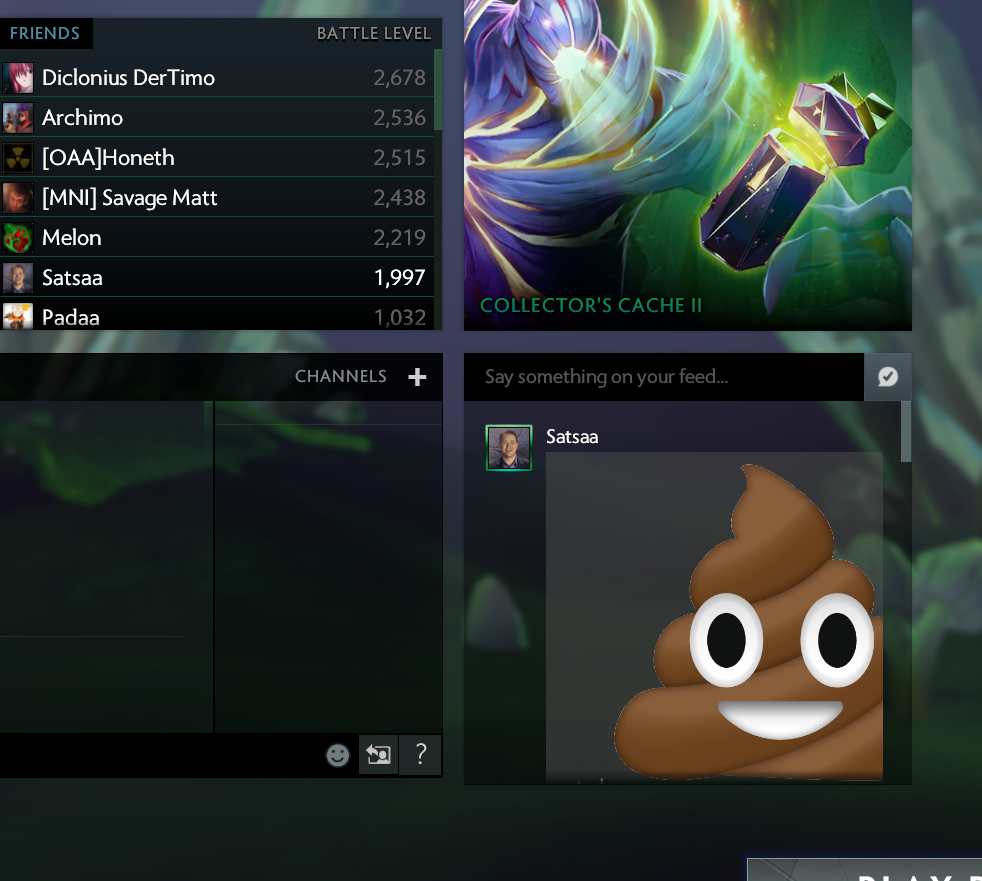 FRIENDS BATTLE LEVEL
Diclonius DerTimo 2,678
Archimo 2,536
[OAA]Honeth 2,515
[MNI] Savage Matt 2,438
Melon 2,219
Satsaa 1,997
Padaa 1,032
COLLECTOR'S CACHE II
CHANNELS +
Say something on your feed...
Satsaa
?